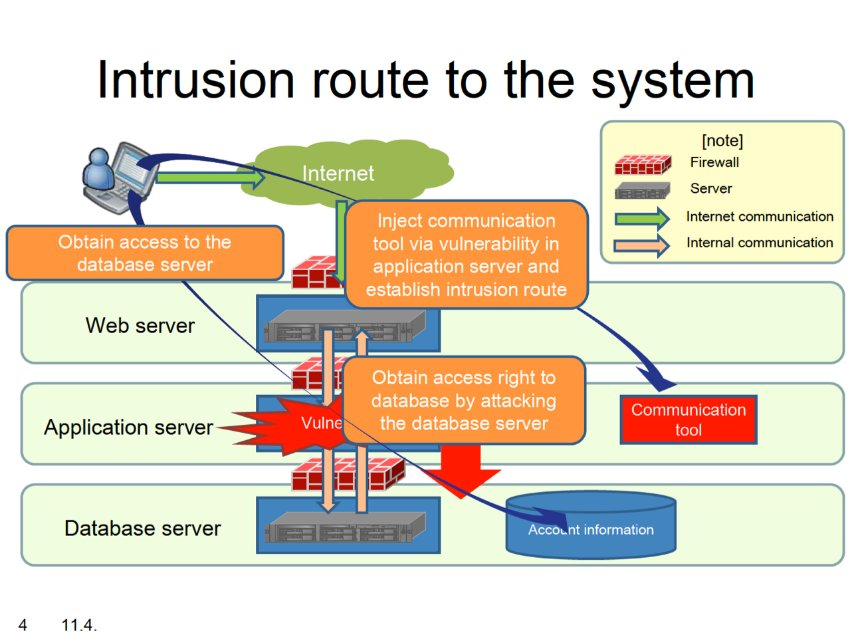 Intrusion route to the system
[note]
Firewall
Server
Internet communication
Internal communication
Internet
Obtain access to the
database server
Inject communication
tool via vulnerability in
application server and
establish intrusion route
Web server
Obtain access right to
database by attacking
the database server
Application server
Vulne
Communication
tool
Database server
Account information
4 11.4.